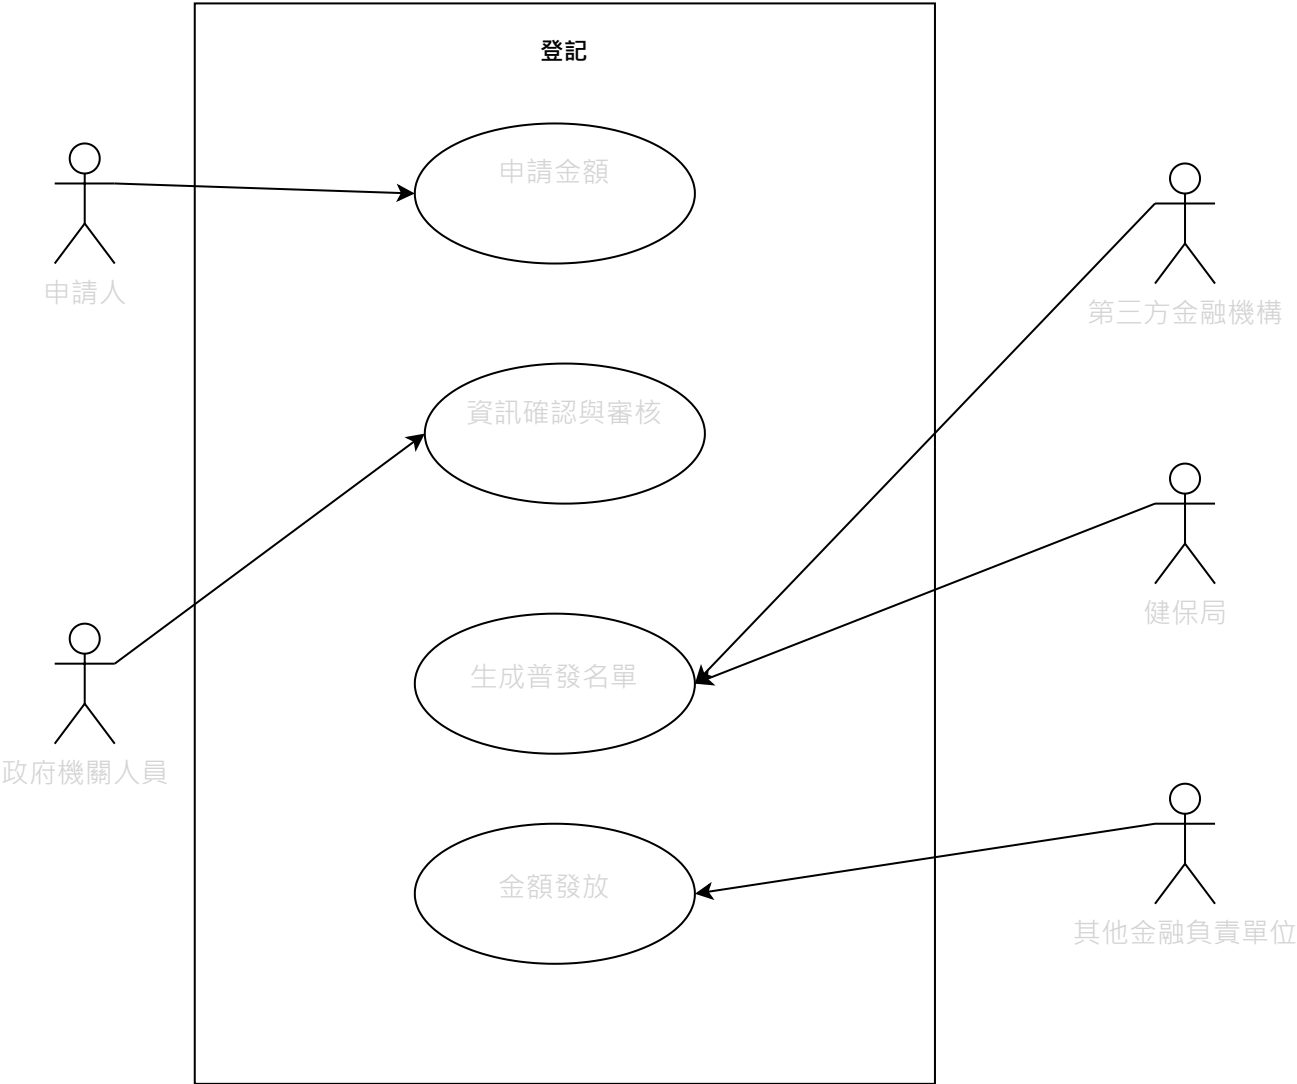 登記
申請金額
申請人
第三方金融機構
資訊確認與審核
健保局
生成普發名單
政府機關人員
金額發放
其他金融負責單位